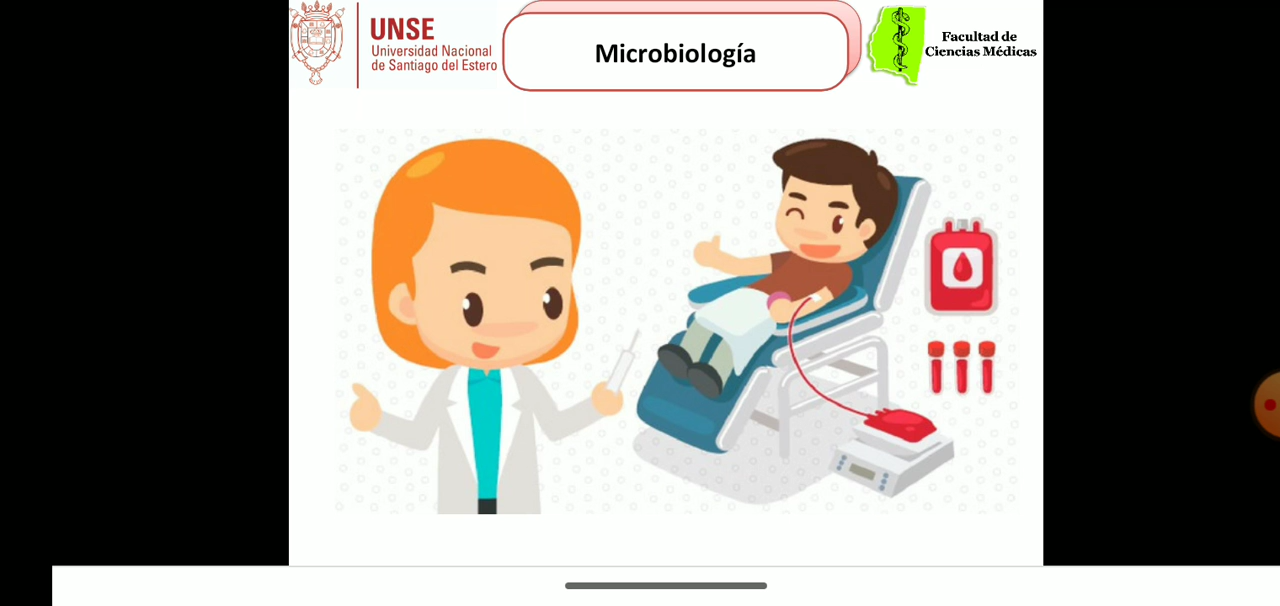 UNSE
Universidad Nacional
de Santiago del Estero
Microbiología
Facultad de
Ciencias Médicas